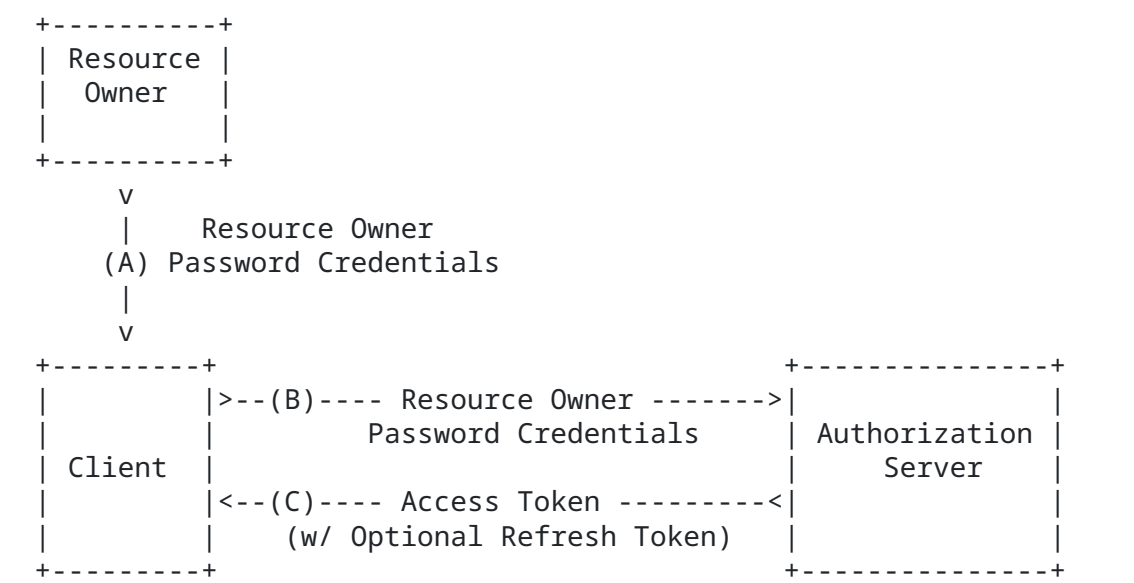 +----------+
| Resource |
|  Owner   |
|          |
+----------+
     v
     |    Resource Owner
    (A) Password Credentials
     |
     v
+---------+                                  +---------------+
|         |>--(B)---- Resource Owner ------->|               |
|         |         Password Credentials     | Authorization |
| Client  |                                  |     Server    |
|         |<--(C)---- Access Token ---------<|               |
|         |    (w/ Optional Refresh Token)   |               |
+---------+                                  +---------------+